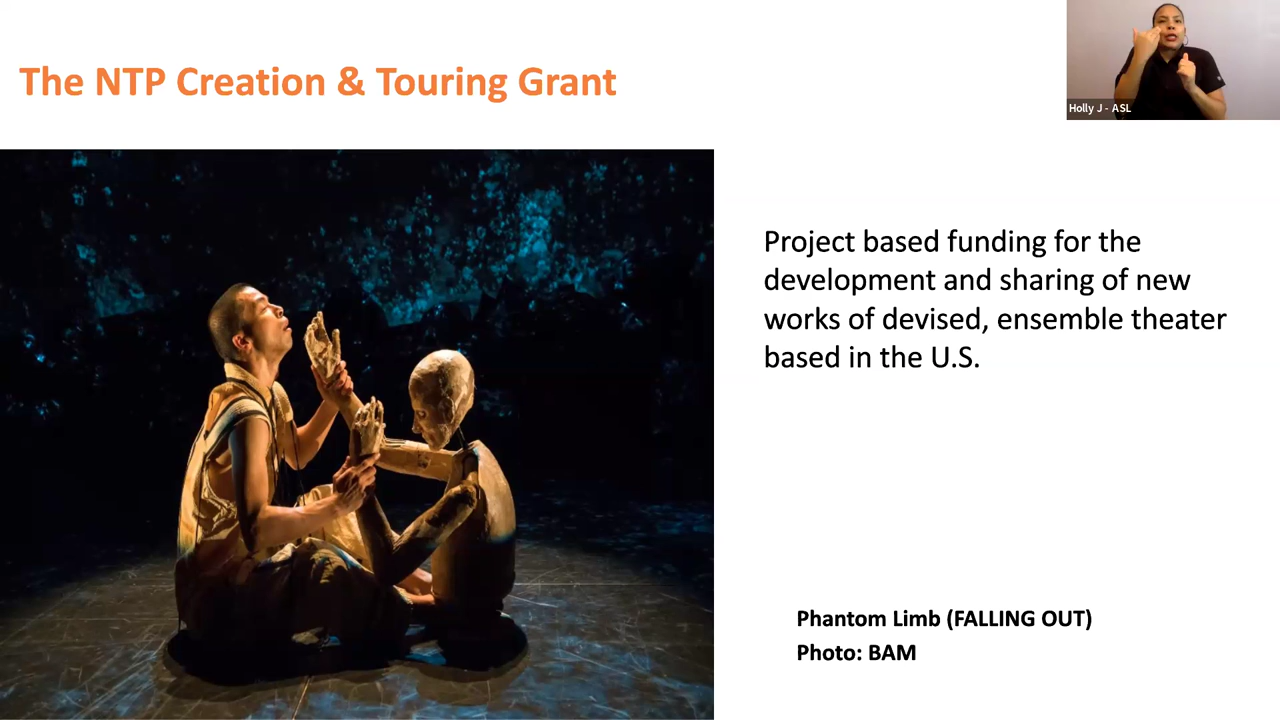 The NTP Creation & Touring Grant
Holly J - ASL
Project based funding for the
development and sharing of new
works of devised, ensemble theater
based in the U.S.
Phantom Limb (FALLING OUT)
Photo: BAM